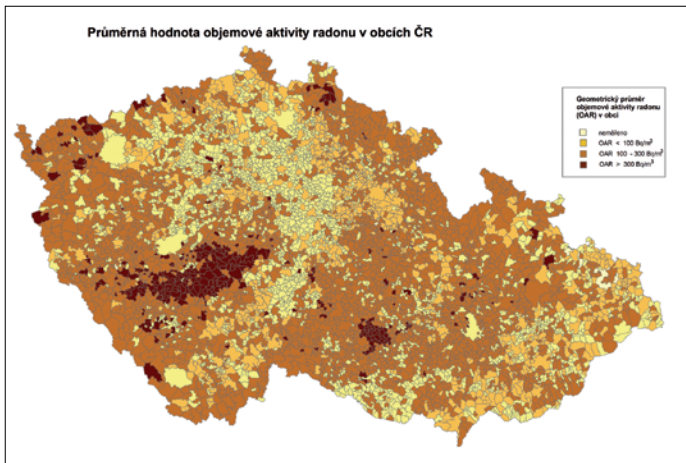 Průměrná hodnota objemové aktivity radonu v obcích ČR
Geometrický průměr
objemové aktivity radonu
(OAR) v obci
neměřeno
OAR < 100 Bq/m³
OAR 100 - 300 Bq/m³
OAR > 300 Bq/m³